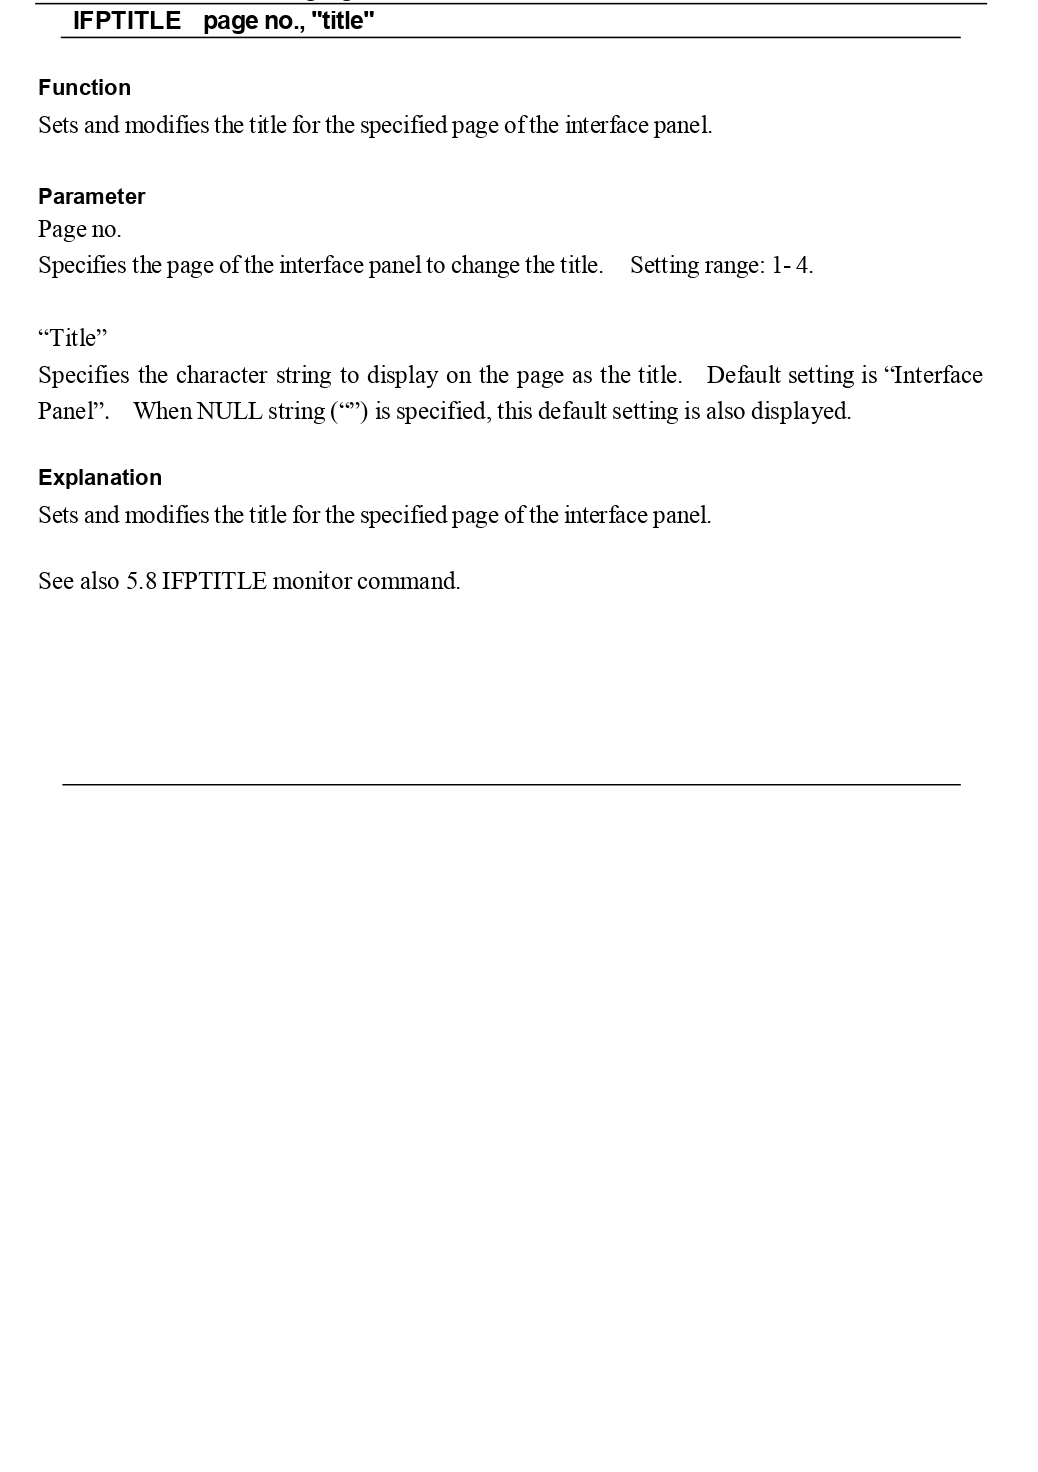 IFPTITLE page no., "title"
Function
Sets and modifies the title for the specified page of the interface panel.
Parameter
Page no.
Specifies the page of the interface panel to change the title. Setting range: 1- 4.
“Title”
Specifies the character string to display on the page as the title. Default setting is “Interface
Panel”. When NULL string (“”) is specified, this default setting is also displayed.
Explanation
Sets and modifies the title for the specified page of the interface panel.
See also 5.8 IFPTITLE monitor command.